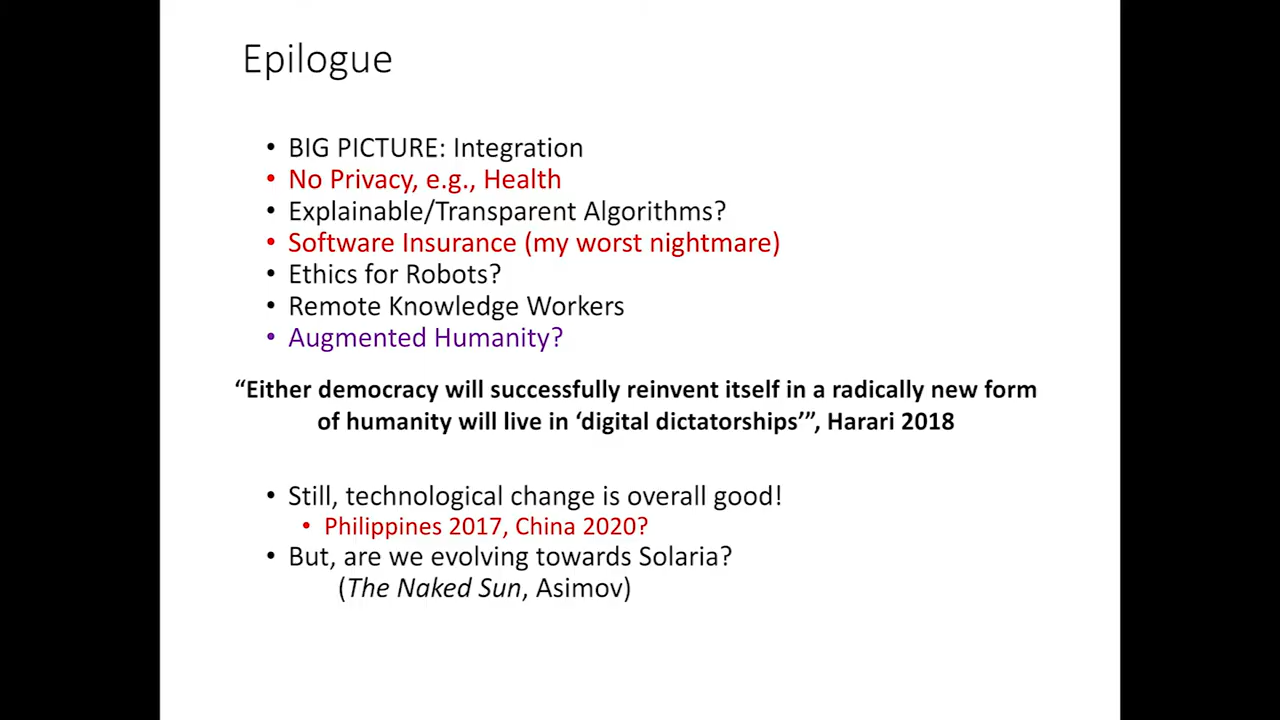 Epilogue
• BIG PICTURE: Integration
• No Privacy, e.g., Health
• Explainable/Transparent Algorithms?
• Software Insurance (my worst nightmare)
• Ethics for Robots?
• Remote Knowledge Workers
• Augmented Humanity?
“Either democracy will successfully reinvent itself in a radically new form
of humanity will live in ‘digital dictatorships’”, Harari 2018
• Still, technological change is overall good!
• Philippines 2017, China 2020?
• But, are we evolving towards Solaria?
(The Naked Sun, Asimov)